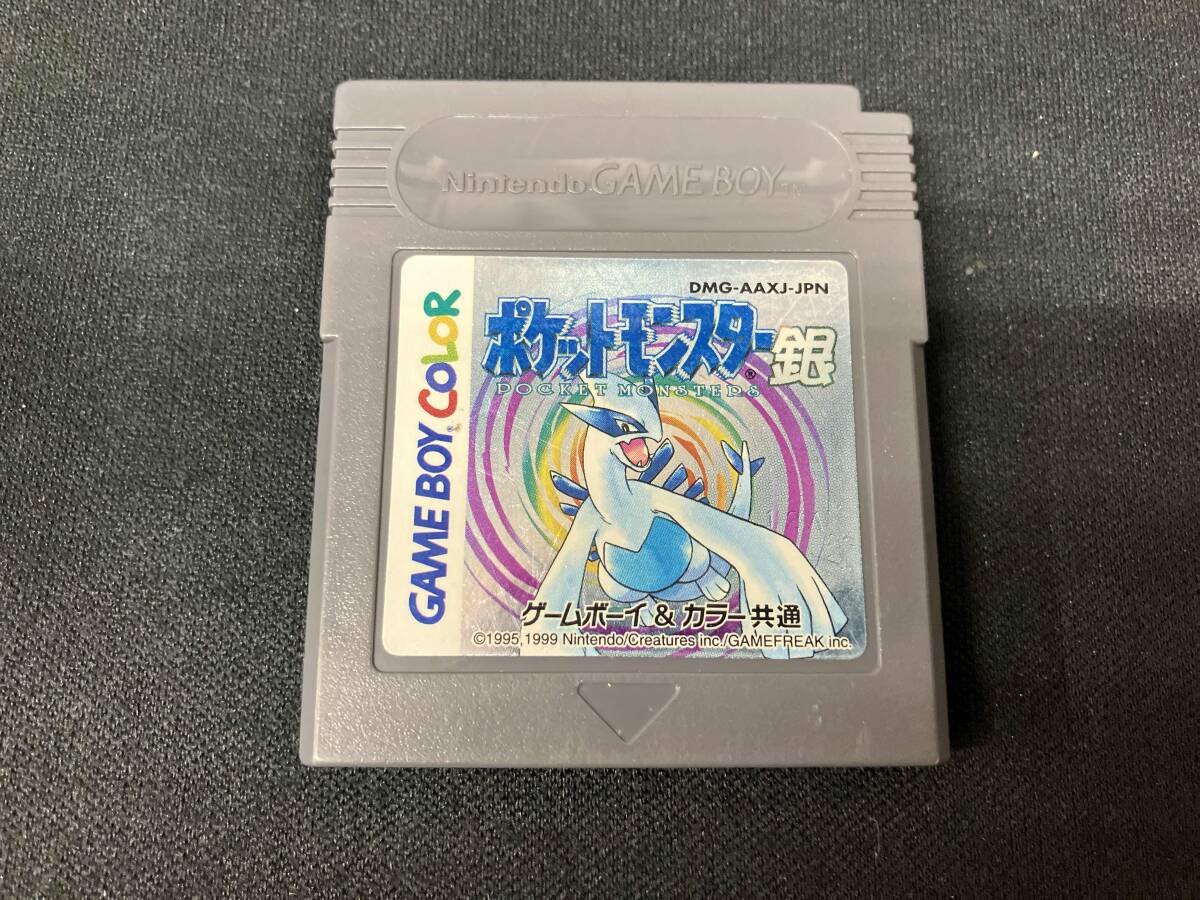 Nintendo GAME BOY TM
DMG-AAXJ-JPN
ポケットモンスター銀
®
POCKET MONSTERS
GAME BOY COLOR
ゲームボーイ & カラー共通
©1995,1999 Nintendo/Creatures inc./GAMEFREAK inc.